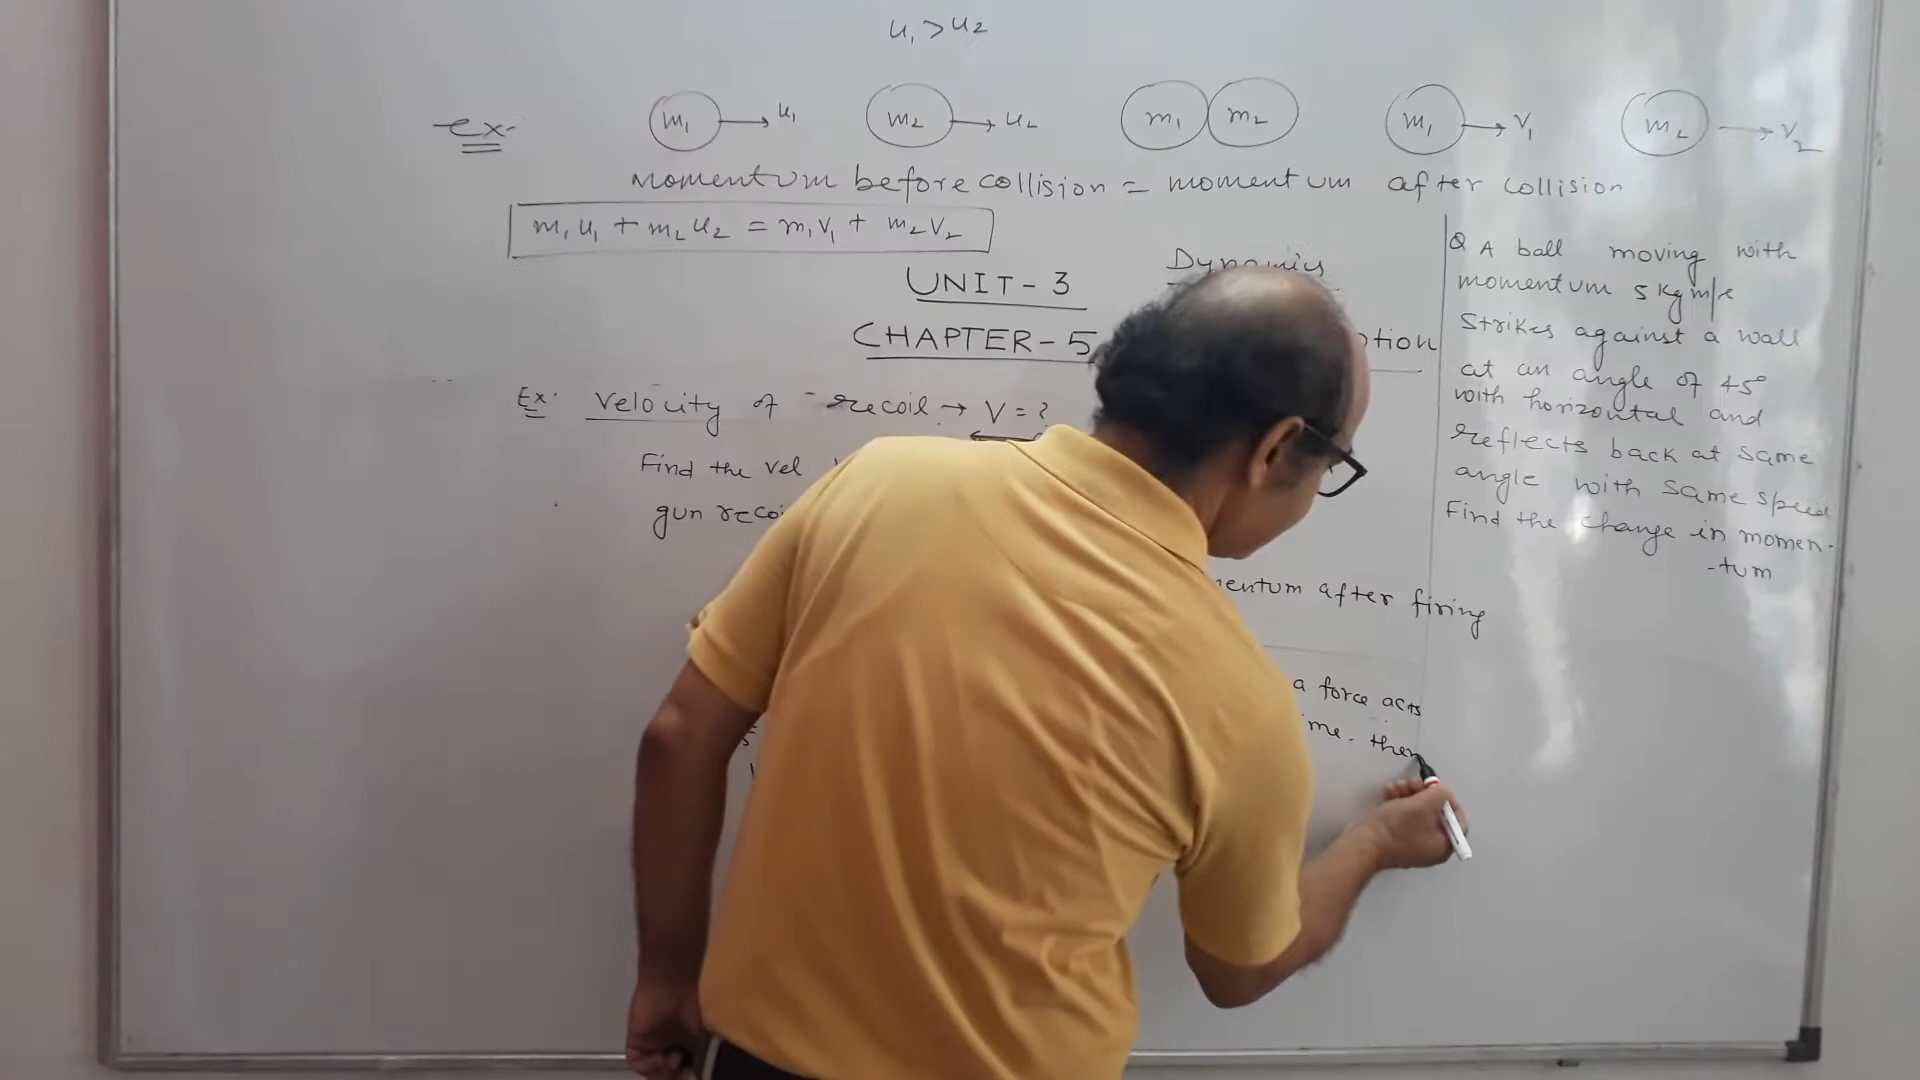 u₁ > u₂
ex- m₁ → u₁ m₂ → u₂ m₁ m₂ m₁ → v₁ m₂ → v₂
Momentum before collision = momentum after collision
m₁u₁ + m₂u₂ = m₁v₁ + m₂v₂
UNIT-3 Dynamics
CHAPTER-5
Ex. Velocity of recoil → V = ?
Find the vel
gun
momentum after firing
a force acts
then
Q A ball moving with
momentum 5 kg m/s
Strikes against a wall
at an angle of 45°
with horizontal and
reflects back at same
angle with same speed
Find the change in momen-
-tum